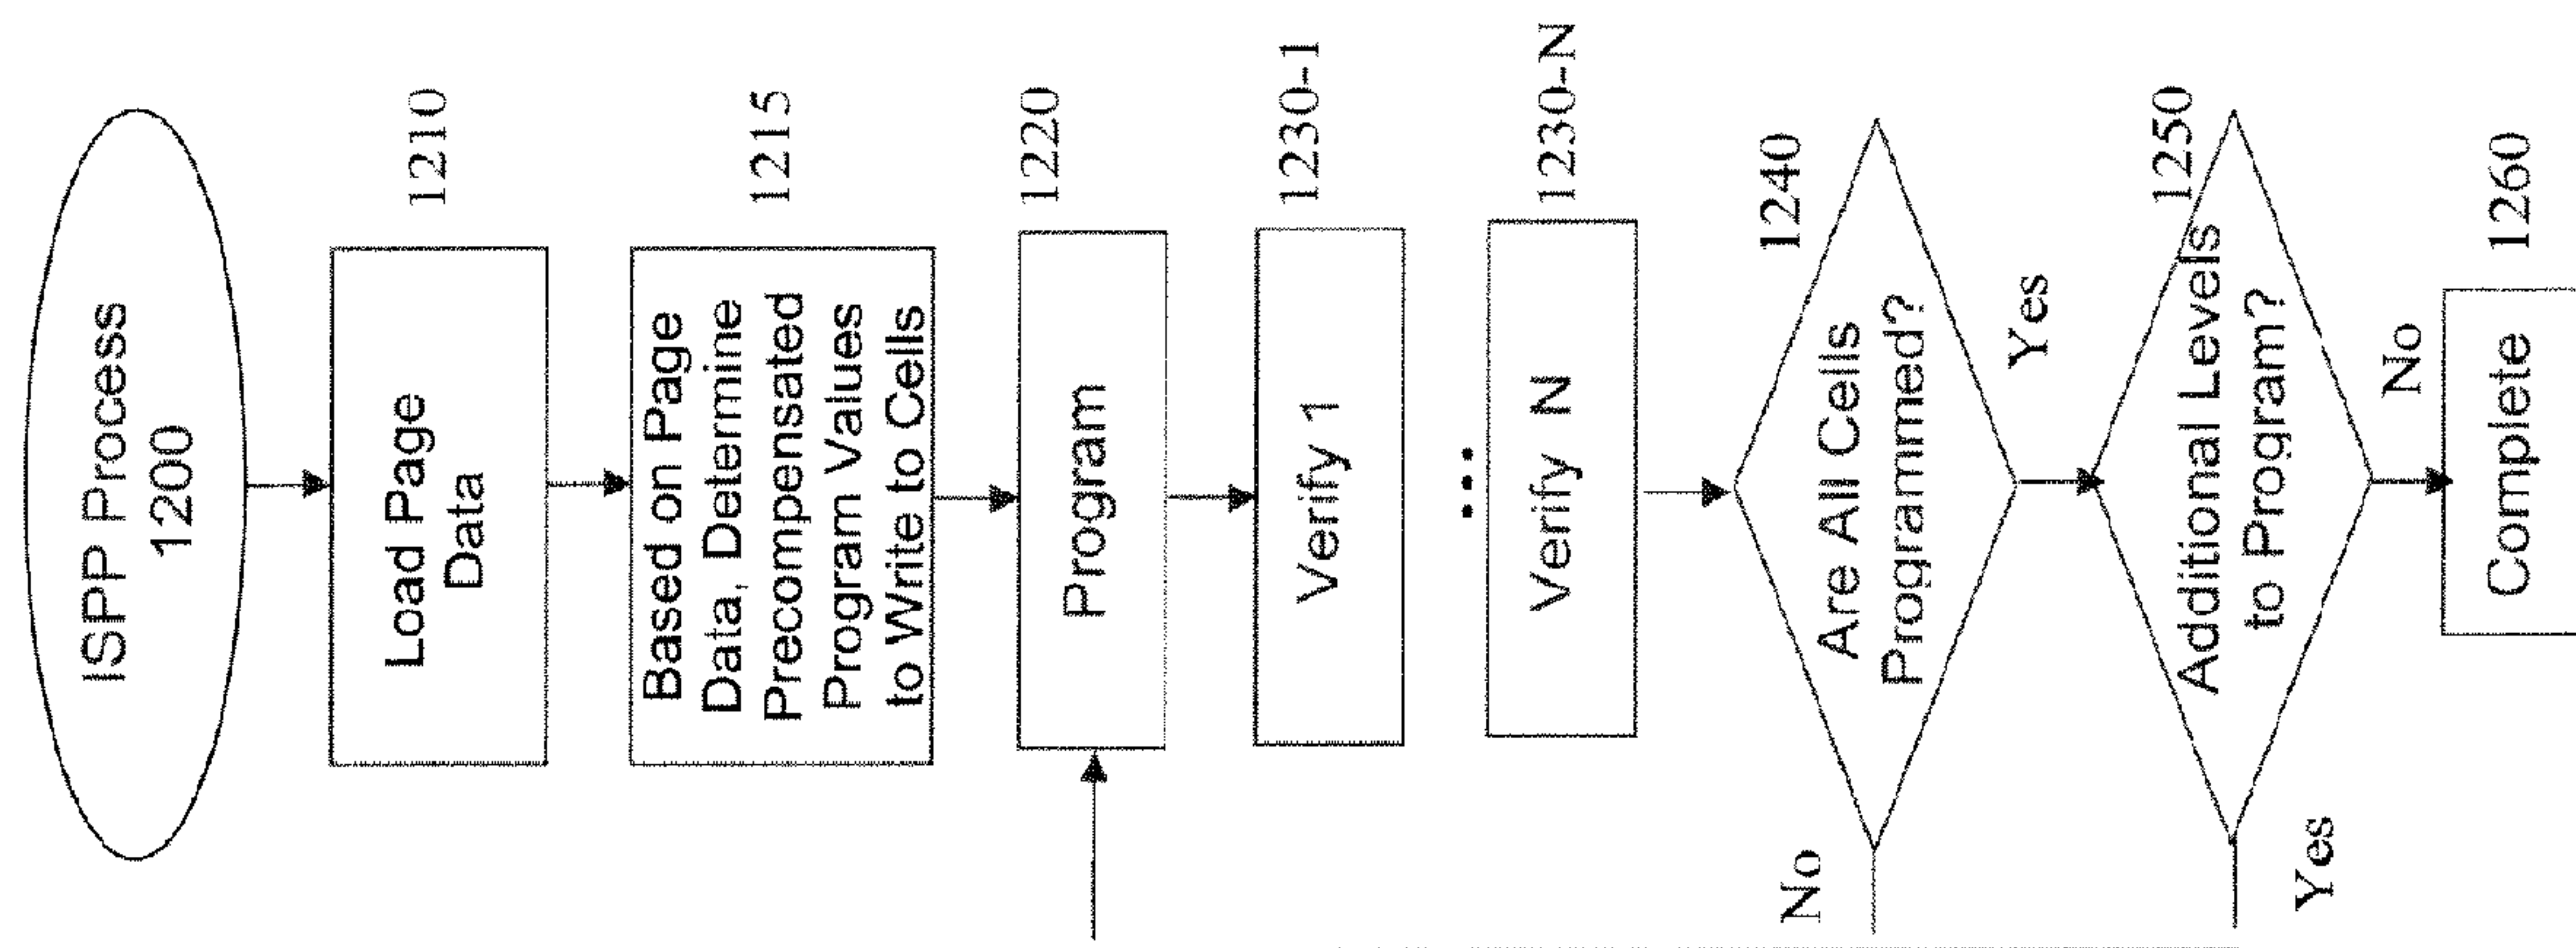 ISPP Process
1200
1210
Load Page
Data
1215
Based on Page
Data, Determine
Precompensated
Program Values
to Write to Cells
1220
Program
1230-1
Verify 1
...
1230-N
Verify N
1240
Are All Cells
Programmed?
No
Yes
1250
Additional Levels
to Program?
Yes
No
1260
Complete